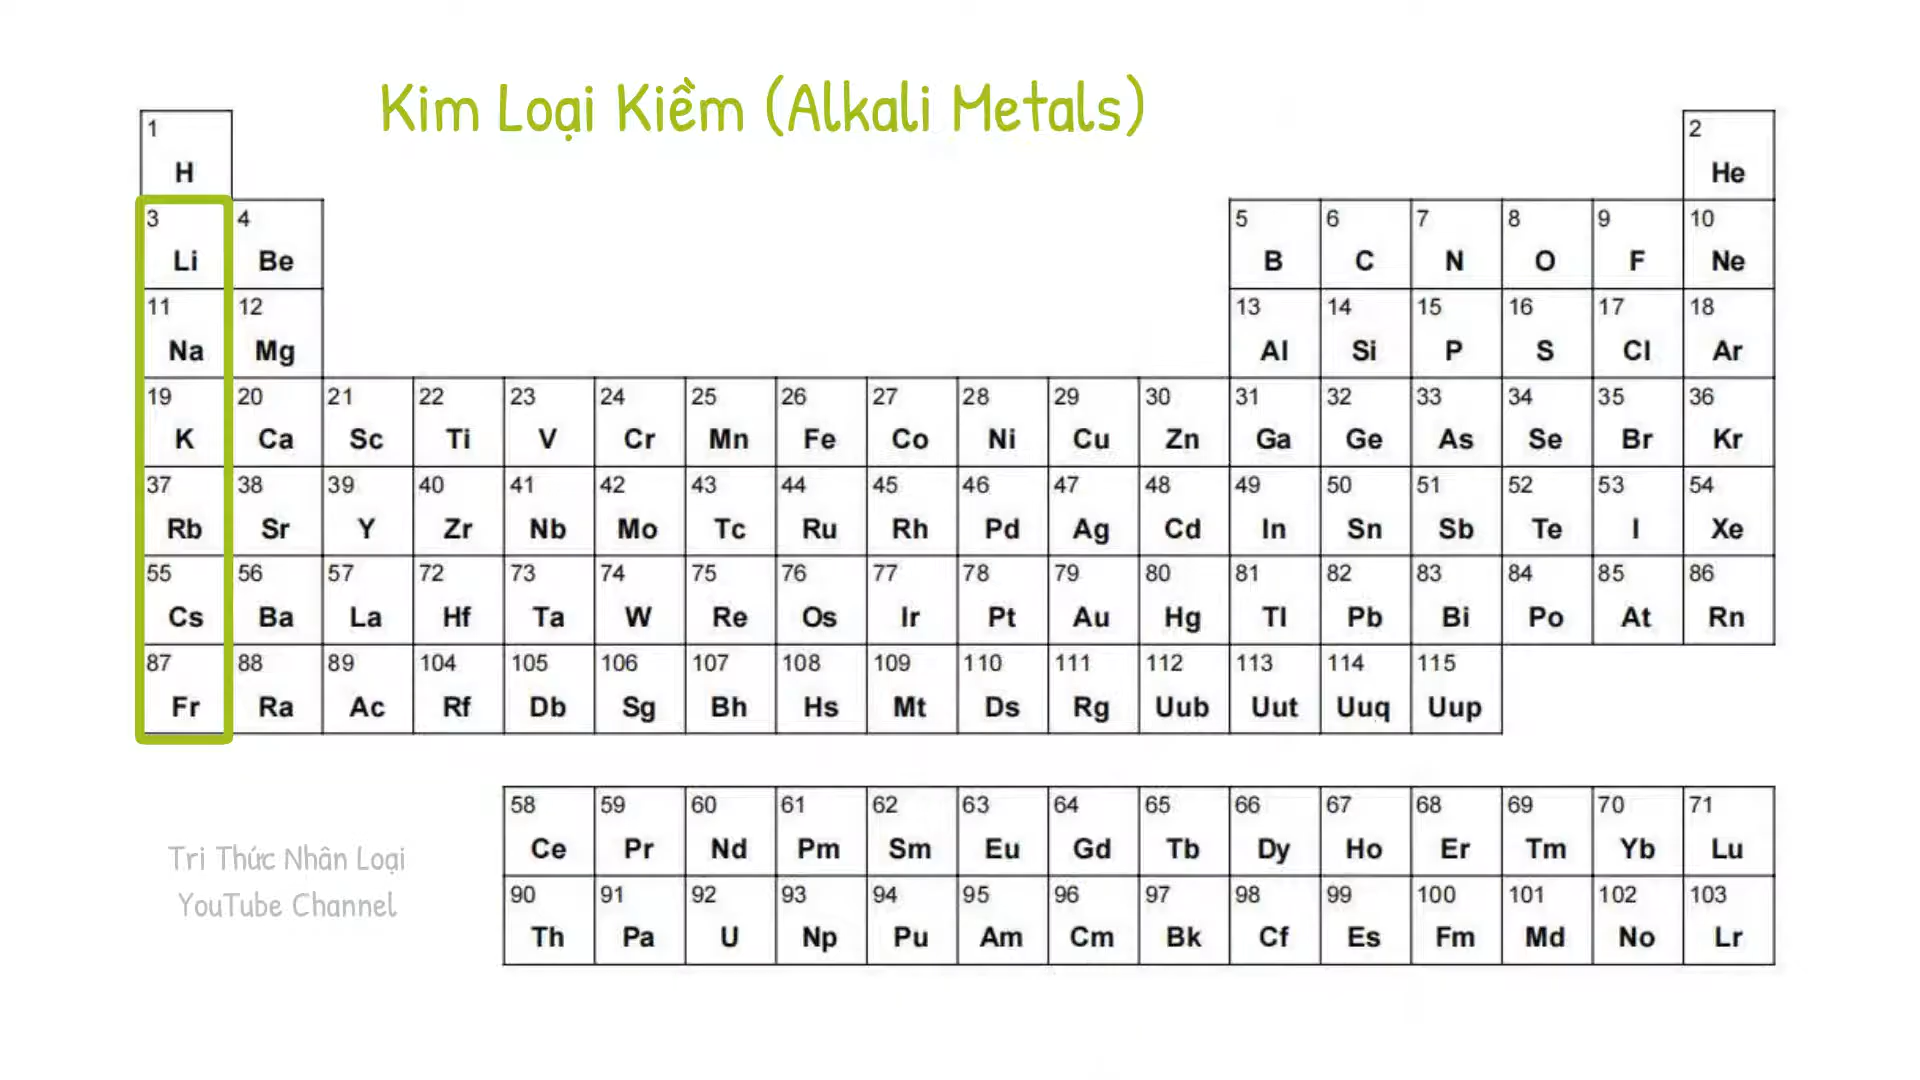 Kim Loại Kiềm (Alkali Metals)
1 2
H He
3 4 5 6 7 8 9 10
Li Be B C N O F Ne
11 12 13 14 15 16 17 18
Na Mg Al Si P S Cl Ar
19 20 21 22 23 24 25 26 27 28 29 30 31 32 33 34 35 36
K Ca Sc Ti V Cr Mn Fe Co Ni Cu Zn Ga Ge As Se Br Kr
37 38 39 40 41 42 43 44 45 46 47 48 49 50 51 52 53 54
Rb Sr Y Zr Nb Mo Tc Ru Rh Pd Ag Cd In Sn Sb Te I Xe
55 56 57 72 73 74 75 76 77 78 79 80 81 82 83 84 85 86
Cs Ba La Hf Ta W Re Os Ir Pt Au Hg Tl Pb Bi Po At Rn
87 88 89 104 105 106 107 108 109 110 111 112 113 114 115
Fr Ra Ac Rf Db Sg Bh Hs Mt Ds Rg Uub Uut Uuq Uup
58 59 60 61 62 63 64 65 66 67 68 69 70 71
Ce Pr Nd Pm Sm Eu Gd Tb Dy Ho Er Tm Yb Lu
90 91 92 93 94 95 96 97 98 99 100 101 102 103
Th Pa U Np Pu Am Cm Bk Cf Es Fm Md No Lr
Tri Thức Nhân Loại
YouTube Channel